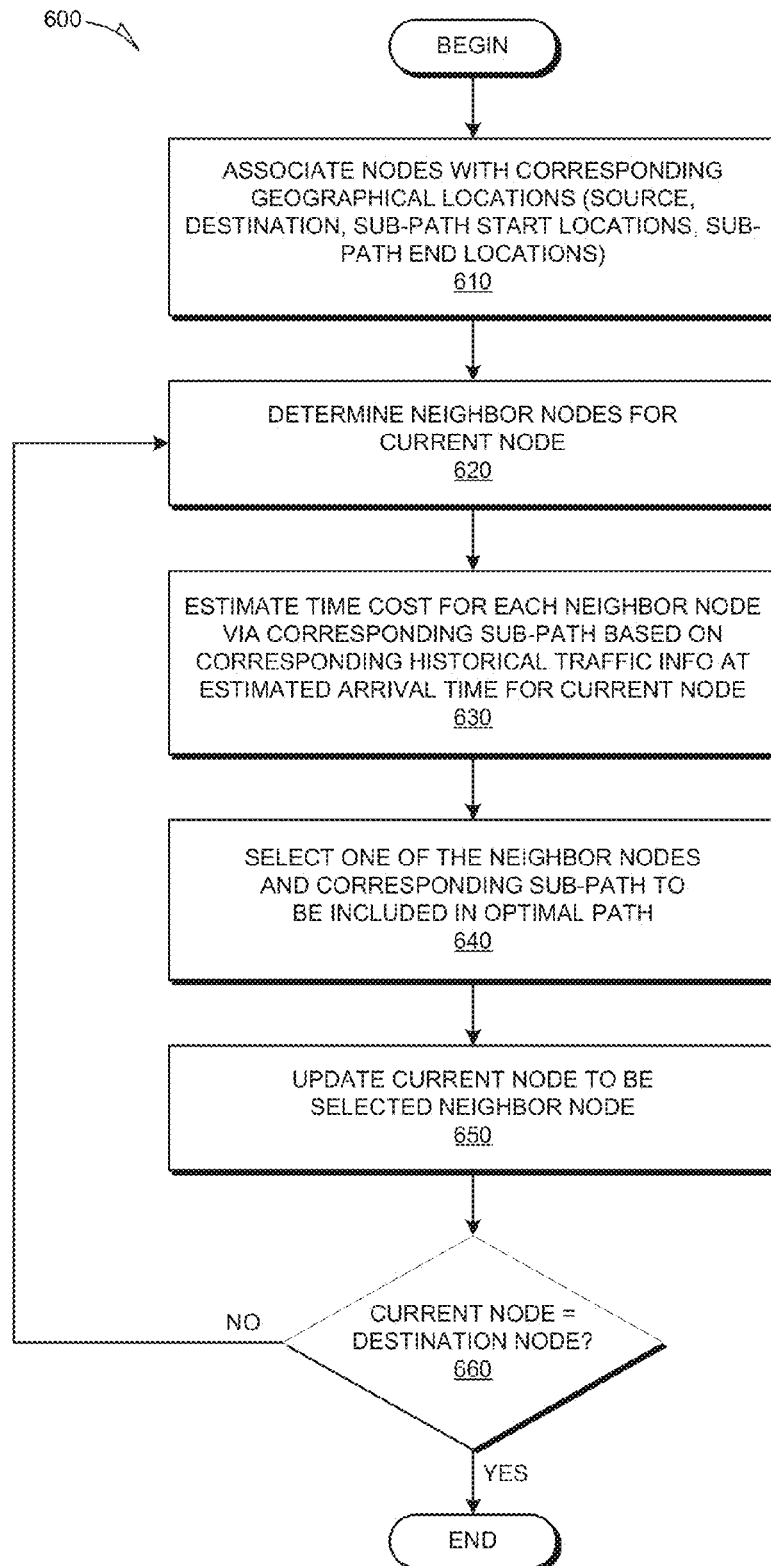 600
BEGIN
ASSOCIATE NODES WITH CORRESPONDING
GEOGRAPHICAL LOCATIONS (SOURCE,
DESTINATION, SUB-PATH START LOCATIONS, SUB-
PATH END LOCATIONS)
610
DETERMINE NEIGHBOR NODES FOR
CURRENT NODE
620
ESTIMATE TIME COST FOR EACH NEIGHBOR NODE
VIA CORRESPONDING SUB-PATH BASED ON
CORRESPONDING HISTORICAL TRAFFIC INFO AT
ESTIMATED ARRIVAL TIME FOR CURRENT NODE
630
SELECT ONE OF THE NEIGHBOR NODES
AND CORRESPONDING SUB-PATH TO
BE INCLUDED IN OPTIMAL PATH
640
UPDATE CURRENT NODE TO BE
SELECTED NEIGHBOR NODE
650
NO
CURRENT NODE =
DESTINATION NODE?
660
YES
END